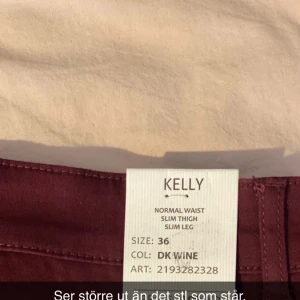 KELLY
NORMAL WAIST
SLIM THIGH
SLIM LEG
SIZE: 36
COL: DK WINE
ART: 2193282328
Ser större ut än det stl som står.